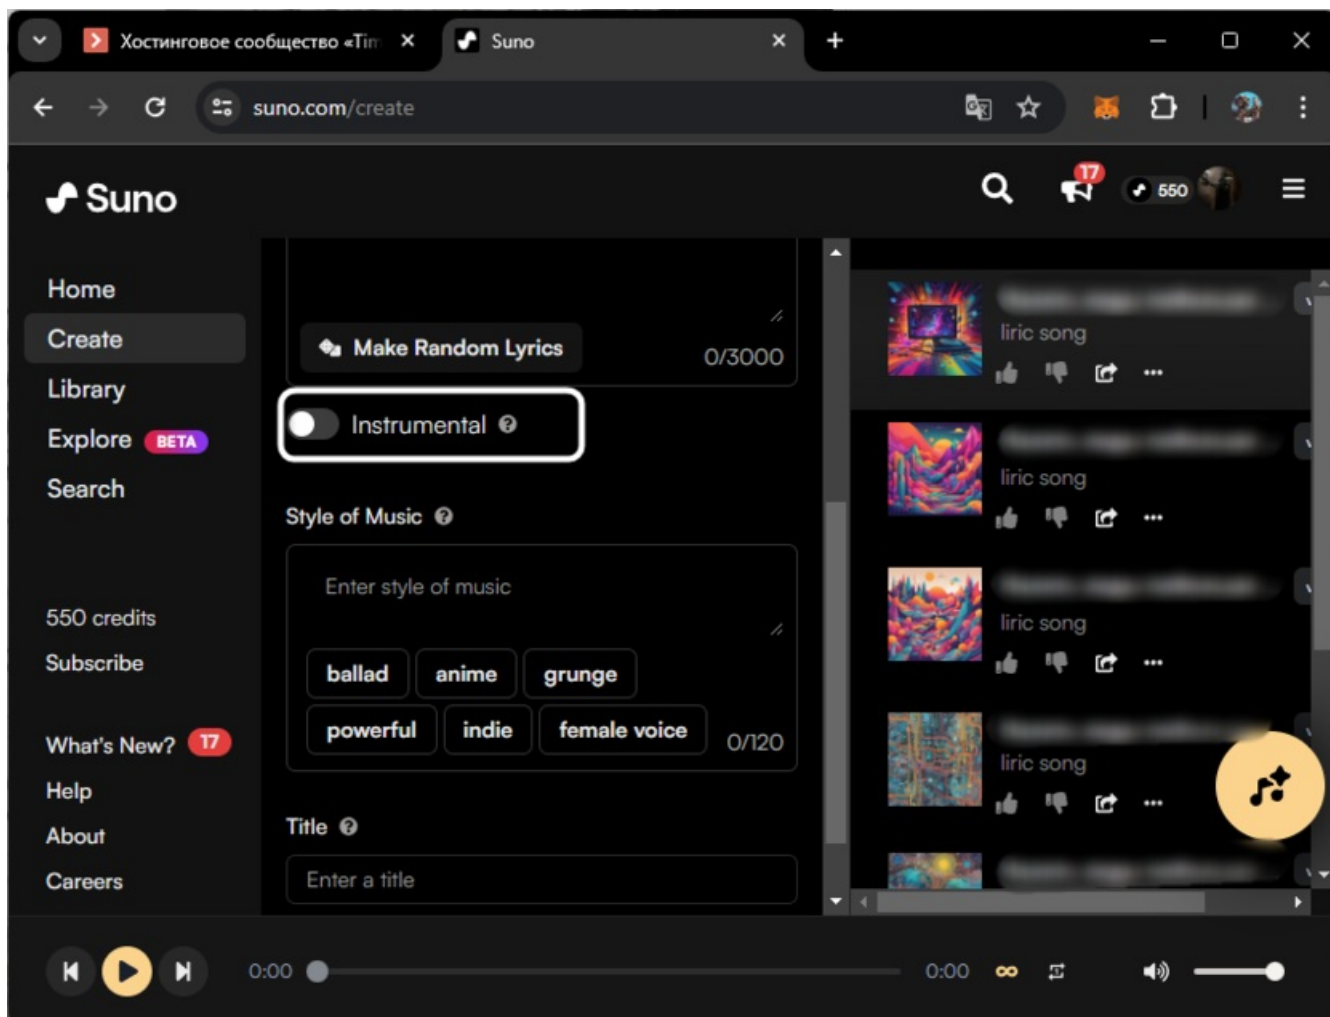 Хостинговое сообщество «Tim
Suno
suno.com/create
Suno
17
550
Home
Create
Library
Explore BETA
Search
550 credits
Subscribe
What's New? 17
Help
About
Careers
Make Random Lyrics
0/3000
Instrumental
Style of Music
Enter style of music
ballad anime grunge
powerful indie female voice
0/120
Title
Enter a title
liric song
liric song
liric song
liric song
0:00
0:00